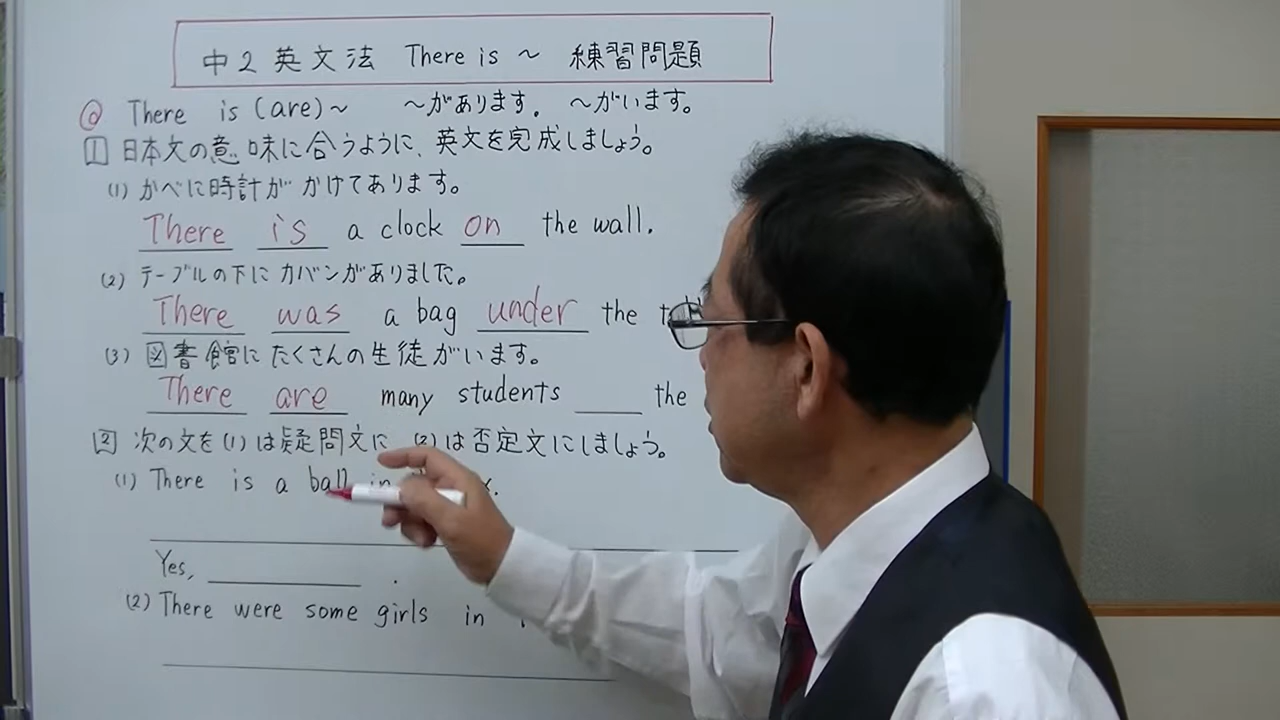 中2英文法 There is ～ 練習問題
◎ There is (are)～ ～があります. ～がいます。
1 日本文の意味に合うように、英文を完成しましょう。
(1) かべに時計が かけてあります。
There is a clock on the wall.
(2) テーブルの下にカバンがありました。
There was a bag under the
(3) 図書館にたくさんの生徒がいます。
There are many students ____ the
2 次の文を(1)は疑問文に (2)は否定文にしましょう。
(1) There is a ball in
Yes, ____ .
(2) There were some girls in